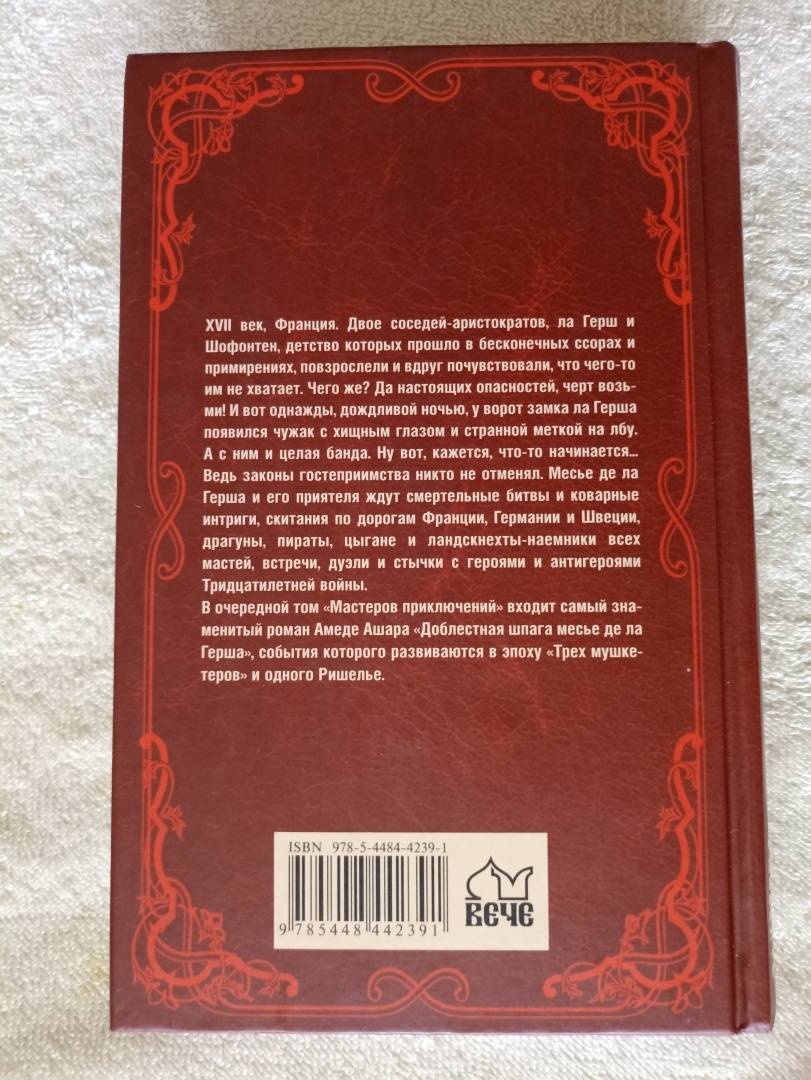 XVII век, Франция. Двое соседей-аристократов, ла Герш и
Шофонтен, детство которых прошло в бесконечных ссорах и
примирениях, повзрослели и вдруг почувствовали, что чего-то
им не хватает. Чего же? Да настоящих опасностей, черт возь-
ми! И вот однажды, дождливой ночью, у ворот замка ла Герша
появился чужак с хищным глазом и странной меткой на лбу.
А с ним и целая банда. Ну вот, кажется, что-то начинается...
Ведь законы гостеприимства никто не отменял. Месье де ла
Герша и его приятеля ждут смертельные битвы и коварные
интриги, скитания по дорогам Франции, Германии и Швеции,
драгуны, пираты, цыгане и ландскнехты-наемники всех
мастей, встречи, дуэли и стычки с героями и антигероями
Тридцатилетней войны.
В очередной том «Мастеров приключений» входит самый зна-
менитый роман Амеде Ашара «Доблестная шпага месье де ла
Герша», события которого развиваются в эпоху «Трех мушке-
теров» и одного Ришелье.
ISBN 978-5-4484-4239-1
9 785448 442391
ВЕЧЕ